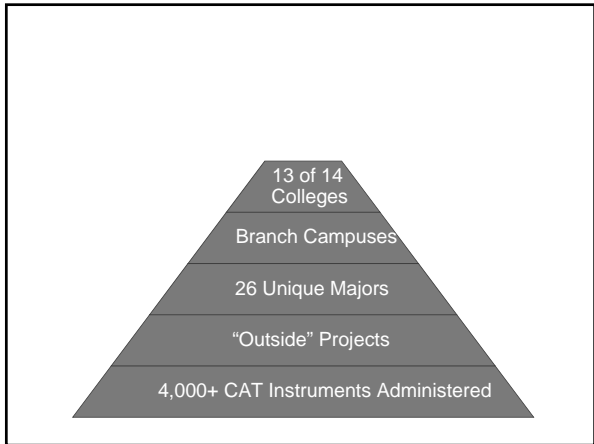 13 of 14
Colleges
Branch Campuses
26 Unique Majors
“Outside” Projects
4,000+ CAT Instruments Administered